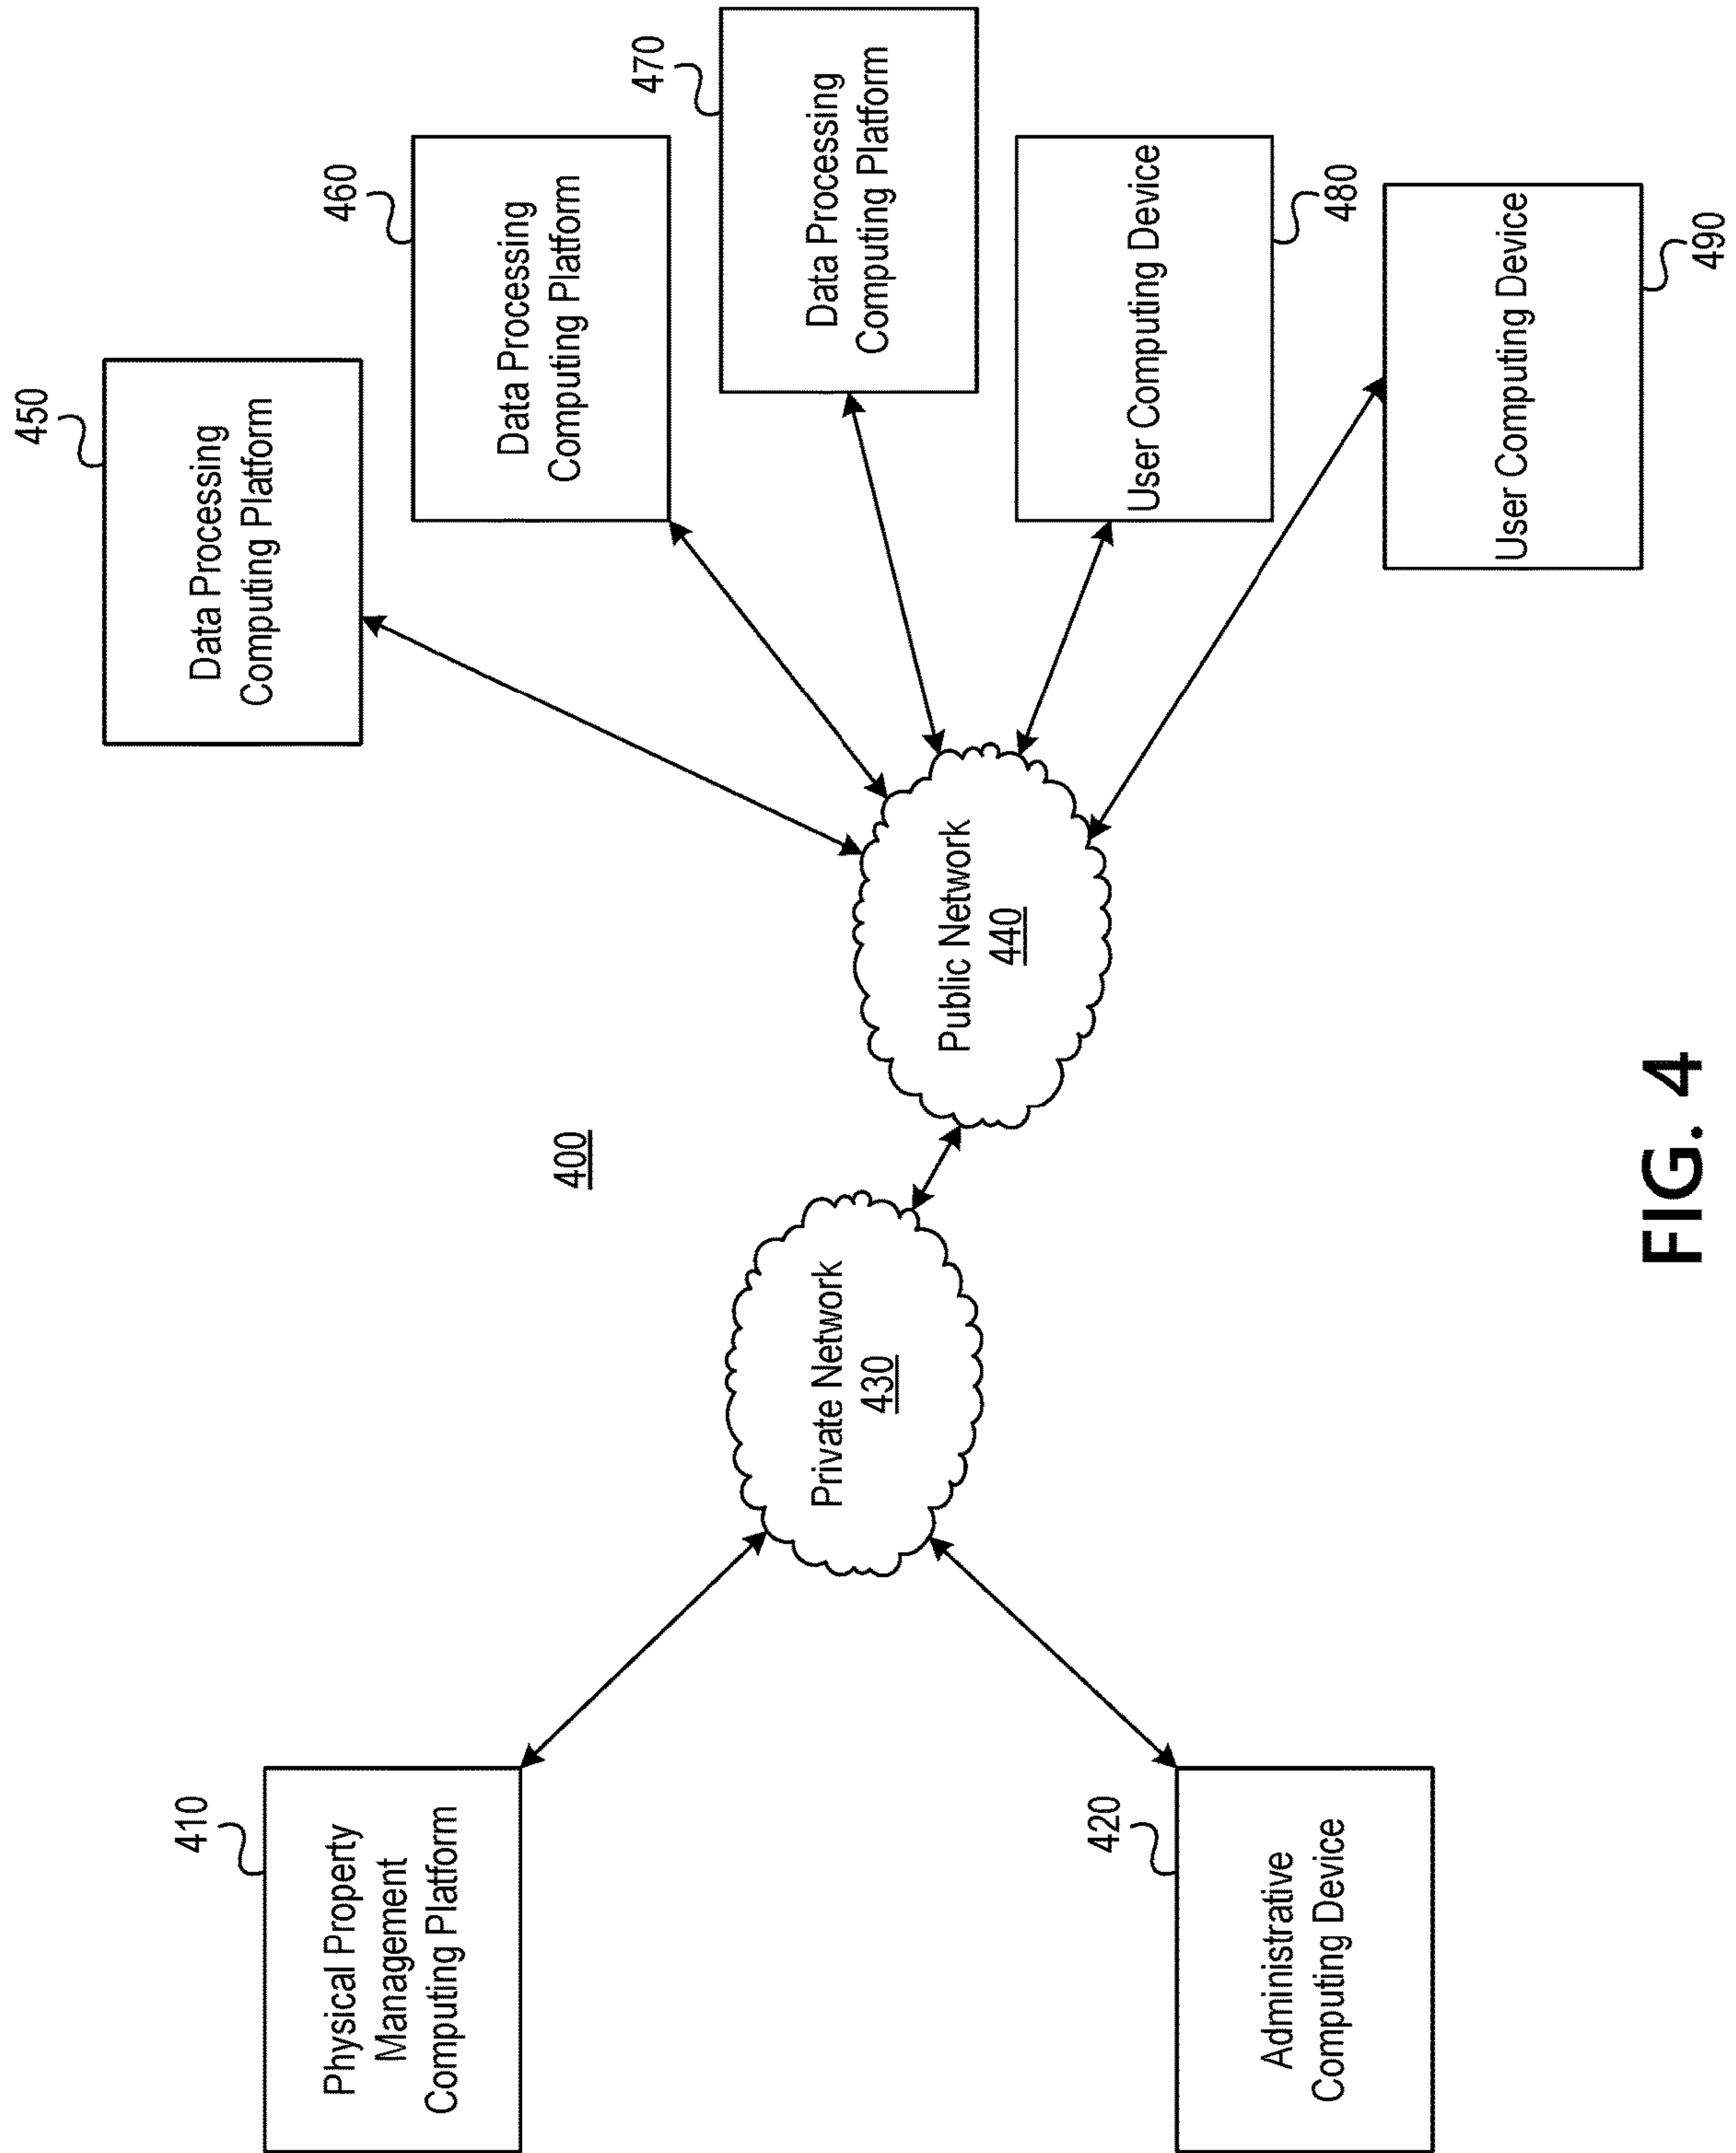 400
410
Physical Property
Management
Computing Platform
420
Administrative
Computing Device
Private Network
430
Public Network
440
450
Data Processing
Computing Platform
460
Data Processing
Computing Platform
470
Data Processing
Computing Platform
User Computing Device
480
User Computing Device
490
FIG. 4